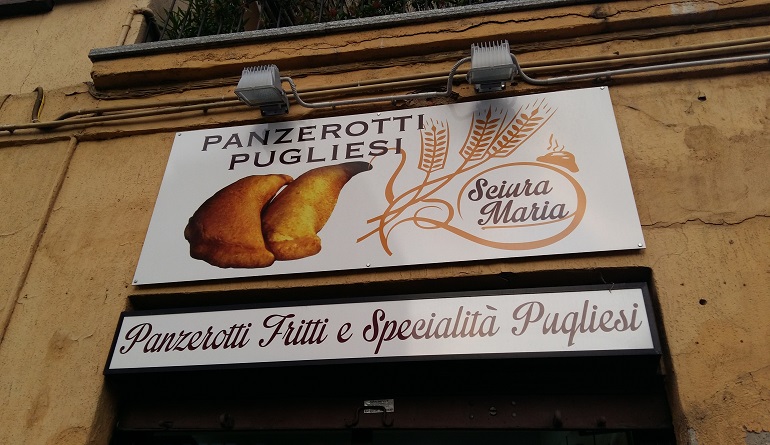 PANZEROTTI
PUGLIESI
Sciura
Maria
Panzerotti Fritti e Specialità Pugliesi